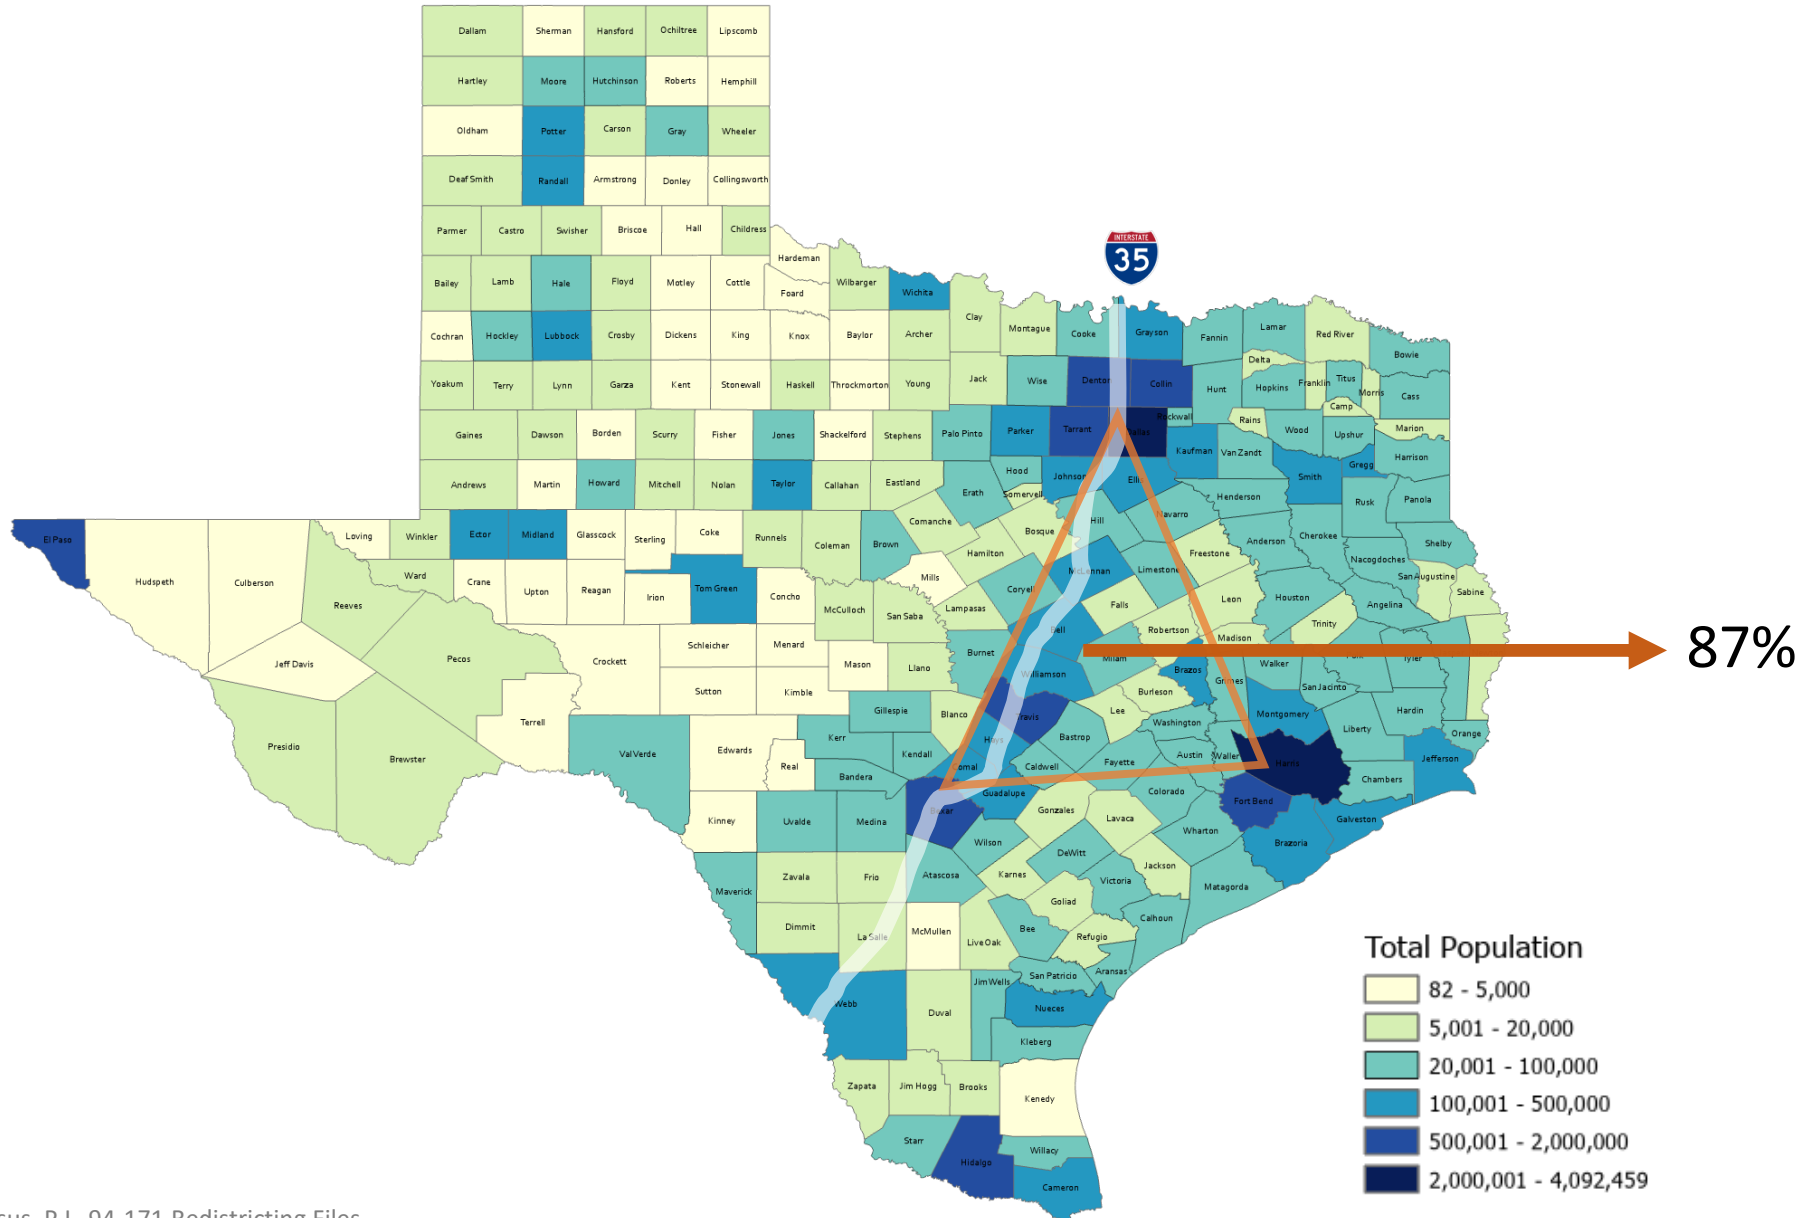 Dallam Sherman Hansford Ochiltree Lipscomb
Hartley Moore Hutchinson Roberts Hemphill
Oldham Potter Carson Gray Wheeler
Deaf Smith Randall Armstrong Donley Collingsworth
Parmer Castro Swisher Briscoe Hall Childress
Hardeman
INTERSTATE
35
Bailey Lamb Hale Floyd Motley Cottle Foard Wilbarger Wichita
Clay Montague Cooke Grayson Fannin Lamar Red River Bowie
Cochran Hockley Lubbock Crosby Dickens King Knox Baylor Archer
Delta
Yoakum Terry Lynn Garza Kent Stonewall Haskell Throckmorton Young Jack Wise Denton Collin Hunt Hopkins Franklin Titus Morris Cass
Camp
Gaines Dawson Borden Scurry Fisher Jones Shackelford Stephens Palo Pinto Parker Tarrant Dallas Rockwall Rains Wood Upshur Marion
Kaufman Van Zandt Gregg Harrison
Andrews Martin Howard Mitchell Nolan Taylor Callahan Eastland Erath Hood Johnson Ellis Smith
Somervell Henderson Rusk Panola
El Paso Loving Winkler Ector Midland Glasscock Sterling Coke Runnels Coleman Brown Comanche Bosque Hill Navarro
Hamilton Freestone Anderson Cherokee Nacogdoches Shelby
Hudspeth Culberson Reeves Ward Crane Upton Reagan Irion Tom Green Concho McCulloch San Saba Mills Lampasas Coryell McLennan Limestone
Falls Leon Houston Angelina San Augustine Sabine
Jeff Davis Pecos Crockett Schleicher Menard Mason Llano Burnet Bell Milam Robertson Madison Trinity
87%
Sutton Kimble Williamson Brazos Grimes Walker Polk Tyler
San Jacinto
Presidio Brewster Terrell Val Verde Edwards Gillespie Blanco Travis Lee Burleson Washington Montgomery Liberty Hardin Orange
Kerr Kendall Hays Bastrop
Real Bandera Comal Caldwell Fayette Austin Waller Harris Chambers Jefferson
Kinney Uvalde Medina Bexar Guadalupe Gonzales Lavaca Colorado Fort Bend Galveston
Wilson Wharton Brazoria
Maverick Zavala Frio Atascosa Karnes DeWitt Victoria Jackson Matagorda
Dimmit La Salle McMullen Live Oak Bee Goliad Refugio Calhoun
Webb Duval Jim Wells San Patricio Aransas
Nueces
Kleberg
Zapata Jim Hogg Brooks Kenedy
Starr Hidalgo Willacy
Cameron
Total Population
82 - 5,000
5,001 - 20,000
20,001 - 100,000
100,001 - 500,000
500,001 - 2,000,000
2,000,001 - 4,092,459
P.L. 94-171 Redistricting Files